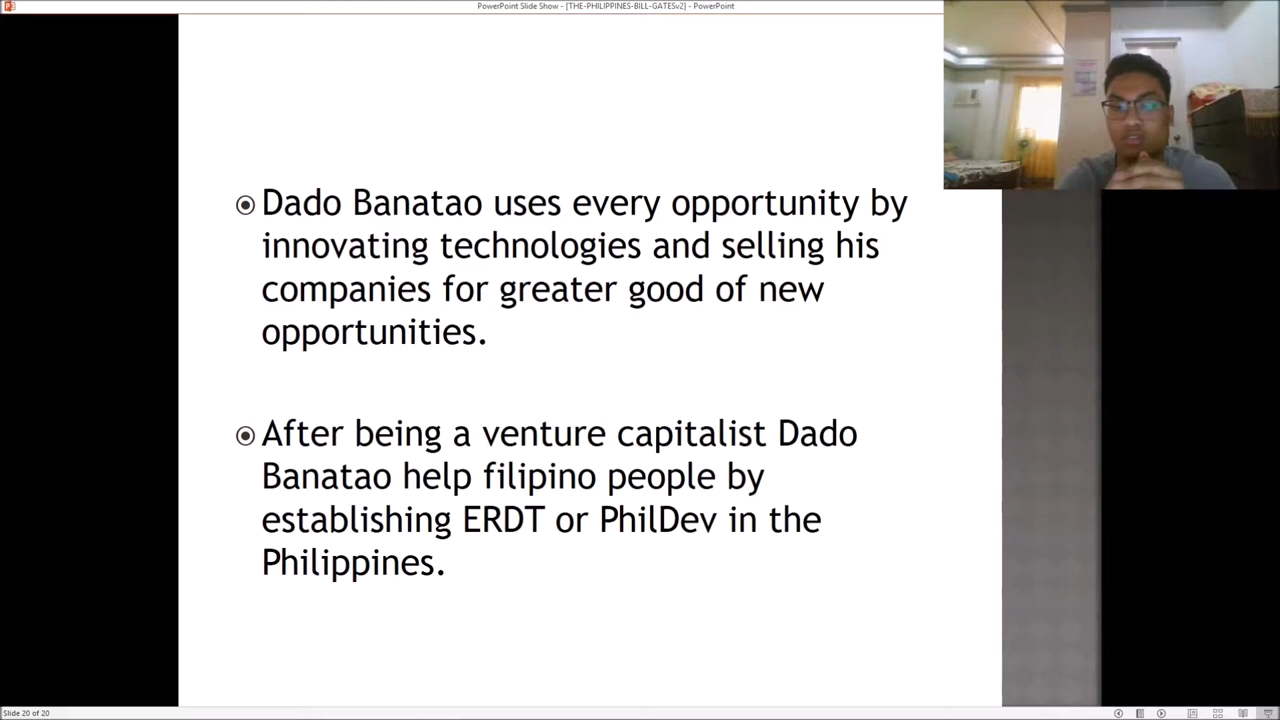 PowerPoint Slide Show - [THE-PHILIPPINES-BILL-GATESv2] - PowerPoint
Dado Banatao uses every opportunity by
innovating technologies and selling his
companies for greater good of new
opportunities.
After being a venture capitalist Dado
Banatao help filipino people by
establishing ERDT or PhilDev in the
Philippines.
Slide 20 of 20